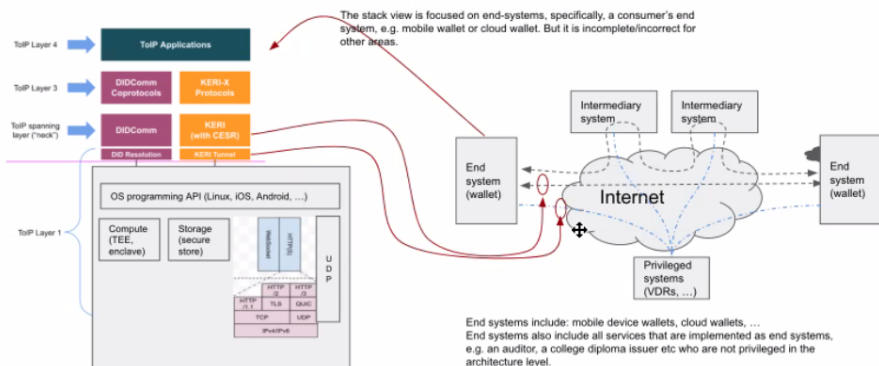 The stack view is focused on end-systems, specifically, a consumer's end
system, e.g. mobile wallet or cloud wallet. But it is incomplete/incorrect for
other areas.
ToIP Layer 4
ToIP Applications
ToIP Layer 3
DIDComm
Coprotocols
KERI-X
Protocols
ToIP spanning
layer ("neck")
DIDComm
KERI
(with CESR)
DID Resolution
KERI Tunnel
ToIP Layer 1
OS programming API (Linux, iOS, Android, …)
Compute
(TEE,
enclave)
Storage
(secure
store)
WebSocket
HTTP(S)
UDP
HTTP
/1.1
HTTP
/2
HTTP
/3
TLS
QUIC
TCP
UDP
IPv4/IPv6
Intermediary
system
Intermediary
system
End
system
(wallet)
Internet
End
system
(wallet)
Privileged
systems
(VDRs, …)
End systems include: mobile device wallets, cloud wallets, …
End systems also include all services that are implemented as end systems,
e.g. an auditor, a college diploma issuer etc who are not privileged in the
architecture level.